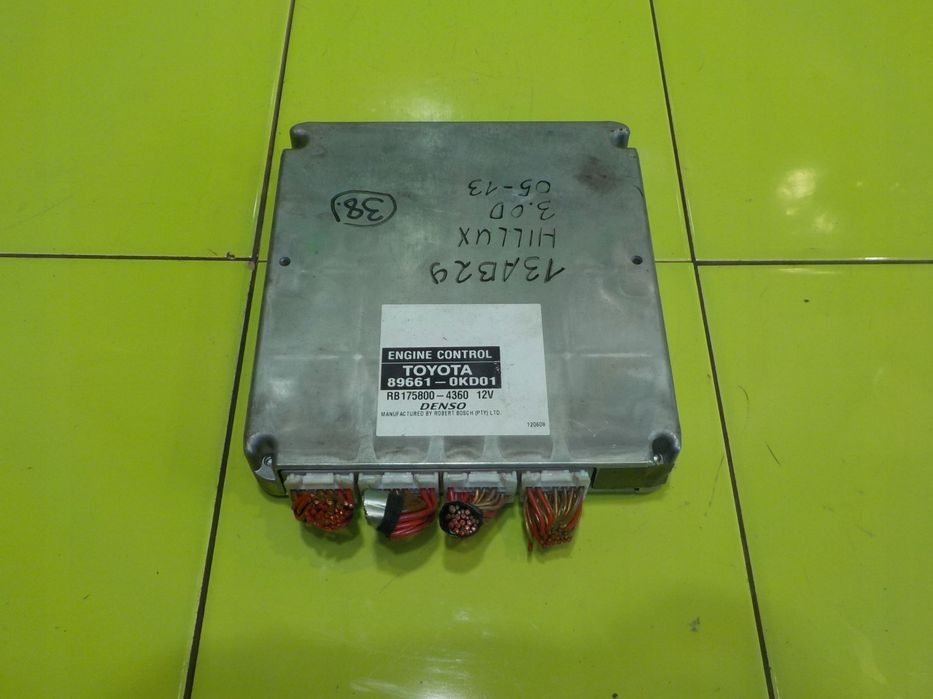 13AB29
HILLUX
3.0D
05-13
38.
ENGINE CONTROL
TOYOTA
89661-0KD01
RB175800-4360 12V
DENSO
MANUFACTURED BY ROBERT BOSCH (PTY) LTD.
120609